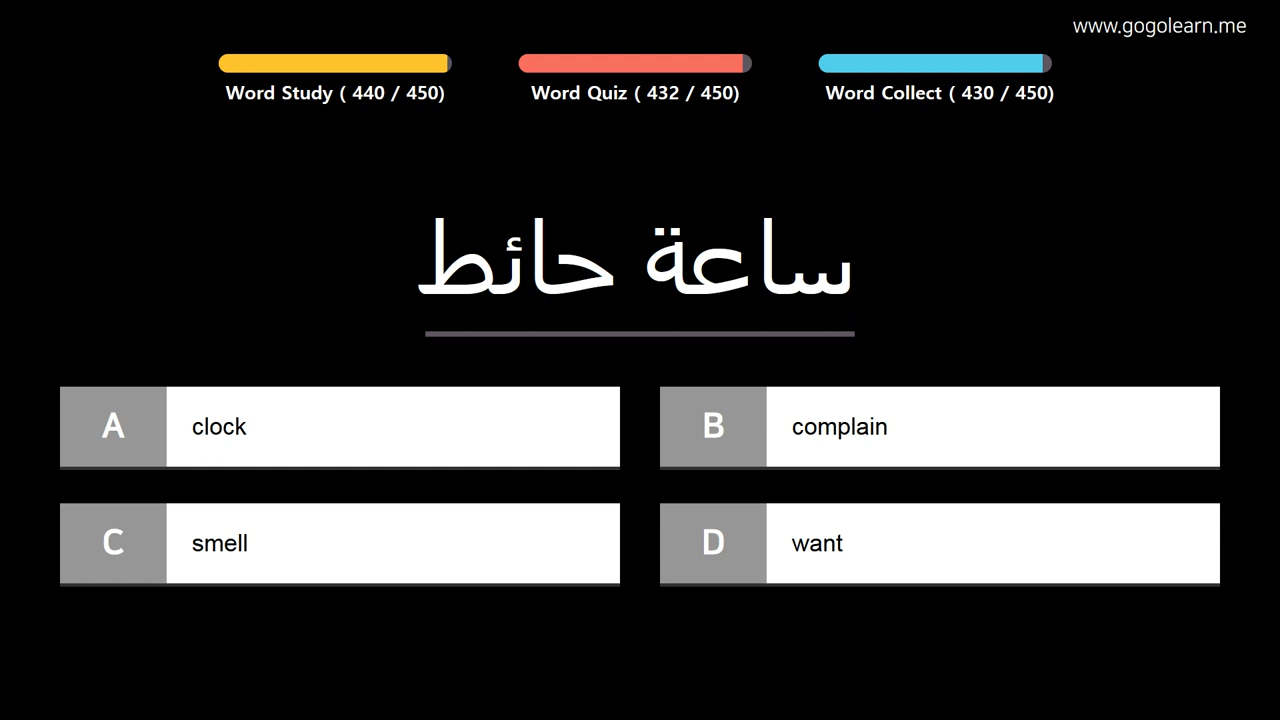 www.gogolearn.me
Word Study ( 440 / 450)
Word Quiz ( 432 / 450)
Word Collect ( 430 / 450)
ساعة حائط
A clock
B complain
C smell
D want